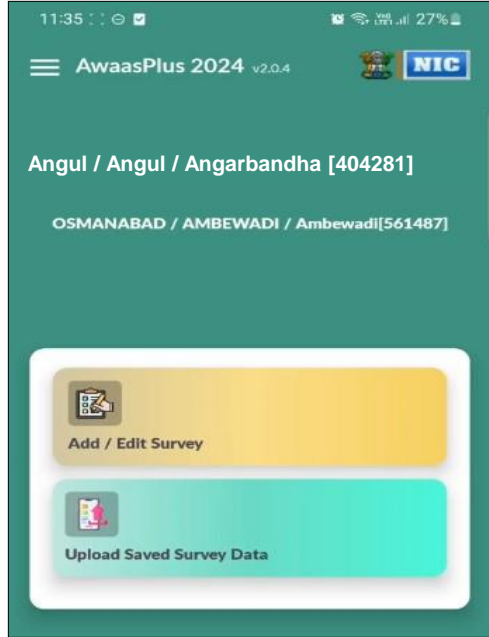 11:35 27%
AwaasPlus 2024 v2.0.4 NIC
Angul / Angul / Angarbandha [404281]
OSMANABAD / AMBEWADI / Ambewadi[561487]
Add / Edit Survey
Upload Saved Survey Data